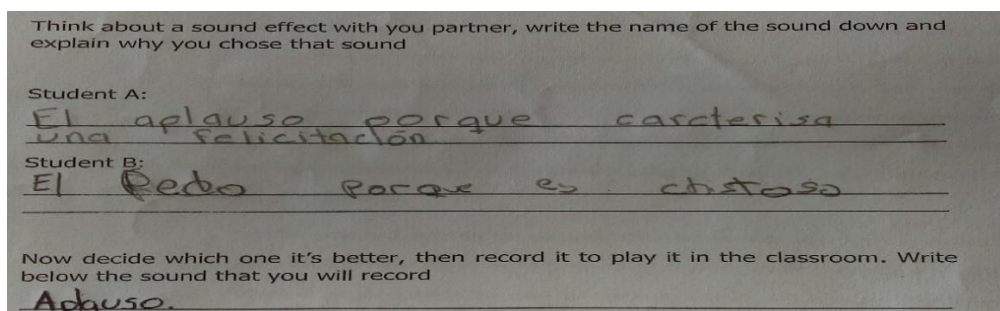 Think about a sound effect with you partner, write the name of the sound down and
explain why you chose that sound
Student A:
El aplauso porque carcterisa
una felicitación
Student B:
El Pedo porque es chistoso
Now decide which one it's better, then record it to play it in the classroom. Write
below the sound that you will record
Aplauso.